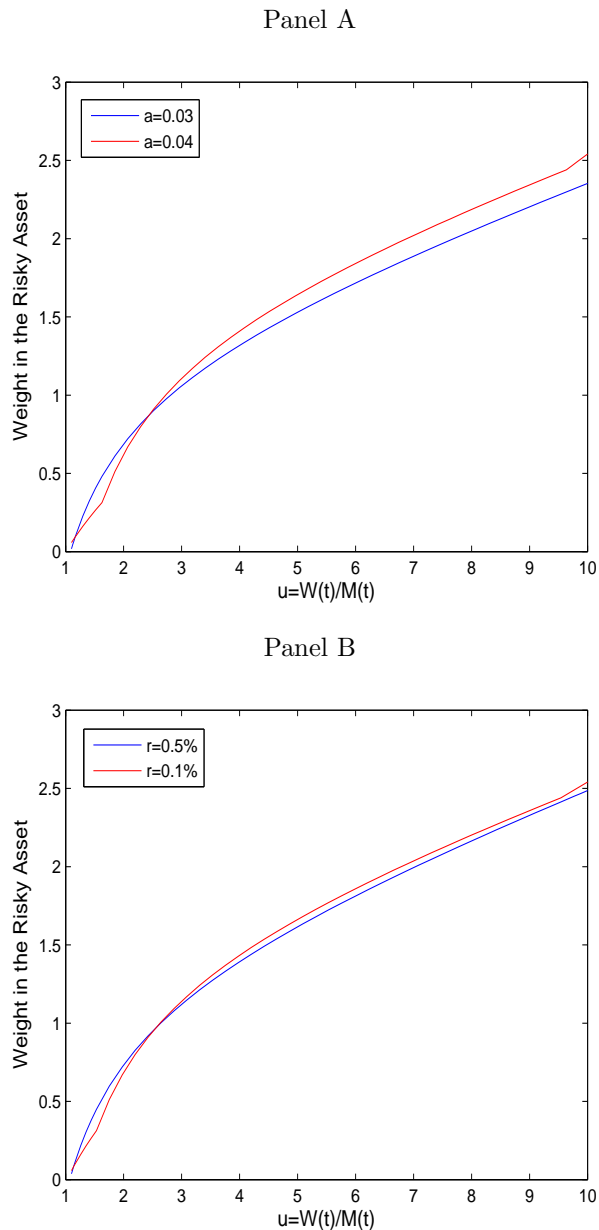 Panel A
3
2.5
2
1.5
1
0.5
0
a=0.03
a=0.04
Weight in the Risky Asset
1 2 3 4 5 6 7 8 9 10
u=W(t)/M(t)
Panel B
3
2.5
2
1.5
1
0.5
0
r=0.5%
r=0.1%
Weight in the Risky Asset
1 2 3 4 5 6 7 8 9 10
u=W(t)/M(t)